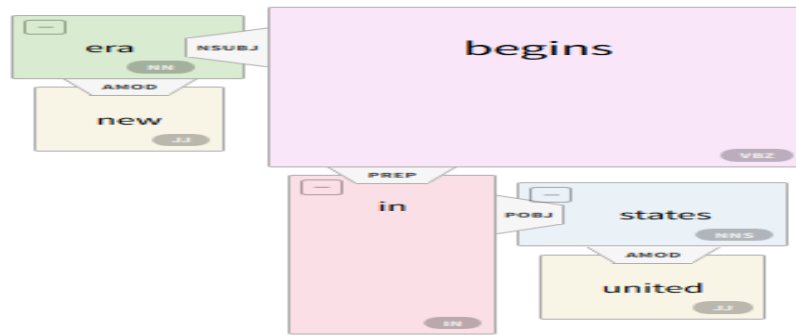 era
NSUBJ
begins
NN
AMOD
new
JJ
VBZ
PREP
in
POBJ
states
NNS
AMOD
united
JJ
IN